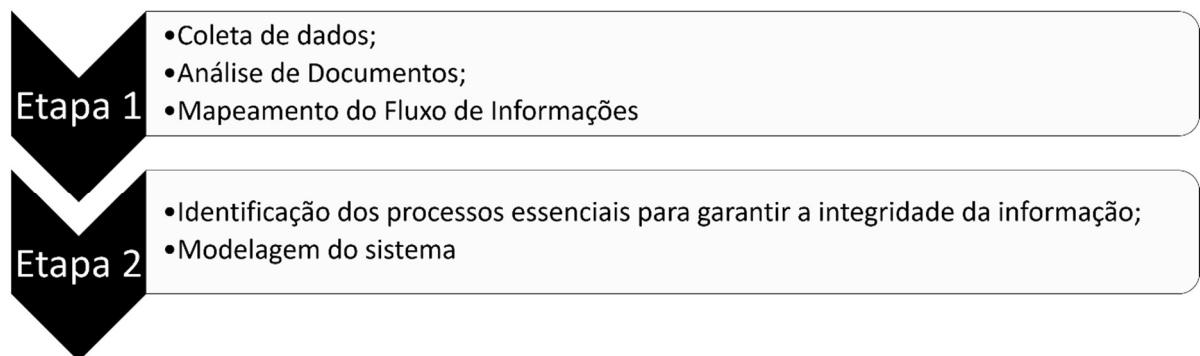 Etapa 1
•Coleta de dados;
•Análise de Documentos;
•Mapeamento do Fluxo de Informações
Etapa 2
•Identificação dos processos essenciais para garantir a integridade da informação;
•Modelagem do sistema